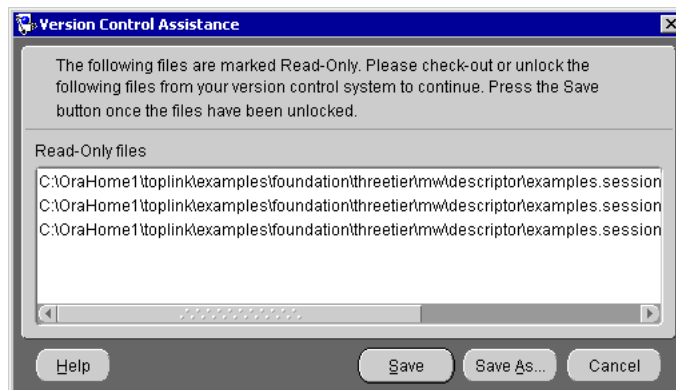 Version Control Assistance
The following files are marked Read-Only. Please check-out or unlock the
following files from your version control system to continue. Press the Save
button once the files have been unlocked.
Read-Only files
C:\OraHome1\toplink\examples\foundation\threetier\mw\descriptor\examples.session
C:\OraHome1\toplink\examples\foundation\threetier\mw\descriptor\examples.session
C:\OraHome1\toplink\examples\foundation\threetier\mw\descriptor\examples.session
Help Save Save As... Cancel